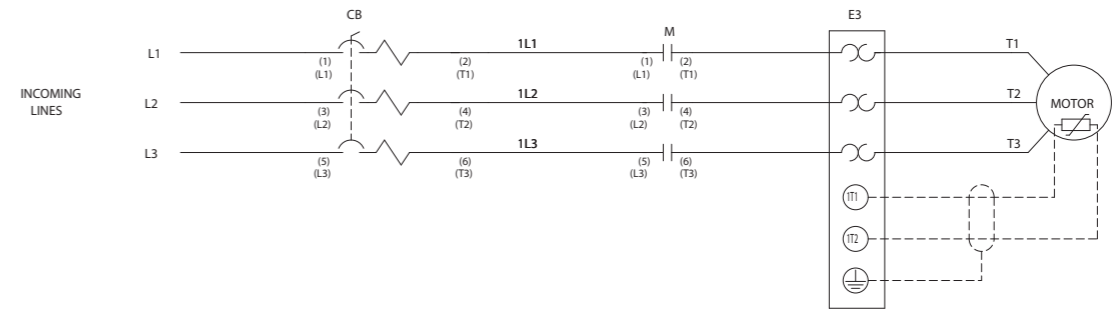 CB
E3
M
L1
1L1
T1
(1)
(L1)
(2)
(T1)
(1)
(L1)
(2)
(T1)
INCOMING
LINES
L2
1L2
T2
MOTOR
(3)
(L2)
(4)
(T2)
(3)
(L2)
(4)
(T2)
L3
1L3
T3
(5)
(L3)
(6)
(T3)
(5)
(L3)
(6)
(T3)
1T1
1T2